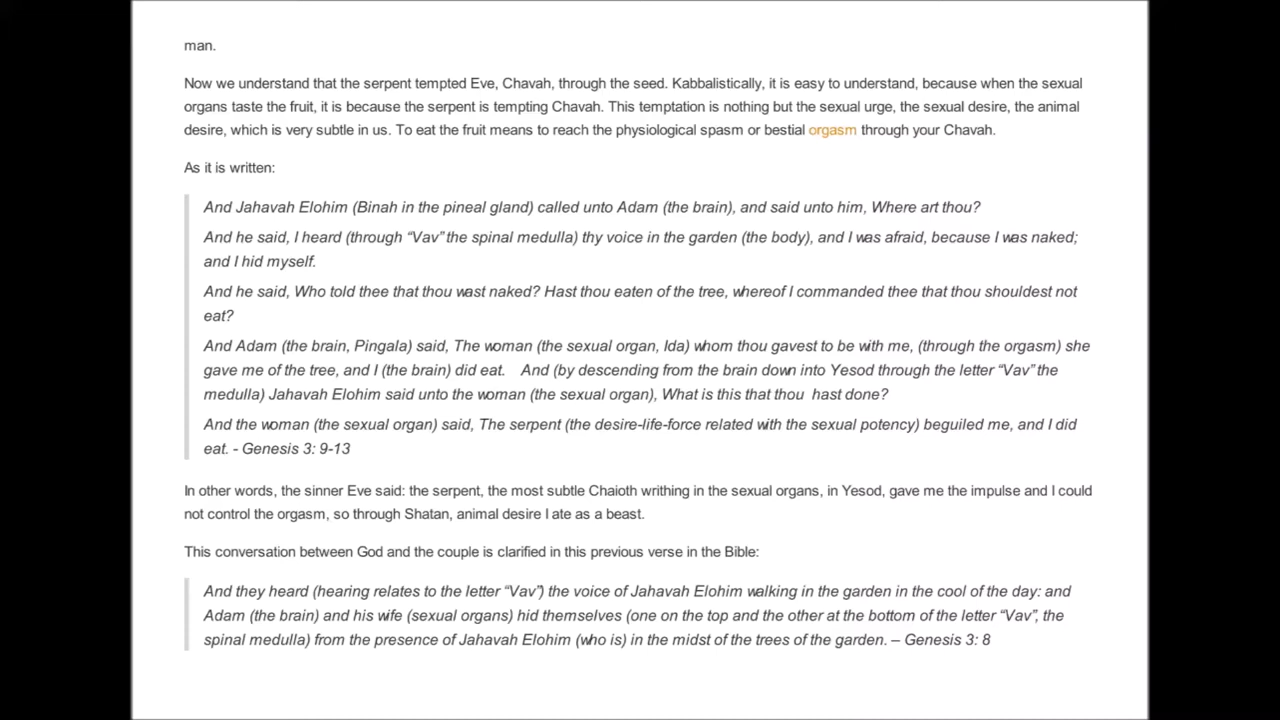 man.
Now we understand that the serpent tempted Eve, Chavah, through the seed. Kabbalistically, it is easy to understand, because when the sexual
organs taste the fruit, it is because the serpent is tempting Chavah. This temptation is nothing but the sexual urge, the sexual desire, the animal
desire, which is very subtle in us. To eat the fruit means to reach the physiological spasm or bestial orgasm through your Chavah.
As it is written:
And Jahavah Elohim (Binah in the pineal gland) called unto Adam (the brain), and said unto him, Where art thou?
And he said, I heard (through “Vav” the spinal medulla) thy voice in the garden (the body), and I was afraid, because I was naked;
and I hid myself.
And he said, Who told thee that thou wast naked? Hast thou eaten of the tree, whereof I commanded thee that thou shouldest not
eat?
And Adam (the brain, Pingala) said, The woman (the sexual organ, Ida) whom thou gavest to be with me, (through the orgasm) she
gave me of the tree, and I (the brain) did eat. And (by descending from the brain down into Yesod through the letter “Vav” the
medulla) Jahavah Elohim said unto the woman (the sexual organ), What is this that thou hast done?
And the woman (the sexual organ) said, The serpent (the desire-life-force related with the sexual potency) beguiled me, and I did
eat. - Genesis 3: 9-13
In other words, the sinner Eve said: the serpent, the most subtle Chaioth writhing in the sexual organs, in Yesod, gave me the impulse and I could
not control the orgasm, so through Shatan, animal desire I ate as a beast.
This conversation between God and the couple is clarified in this previous verse in the Bible:
And they heard (hearing relates to the letter “Vav”) the voice of Jahavah Elohim walking in the garden in the cool of the day: and
Adam (the brain) and his wife (sexual organs) hid themselves (one on the top and the other at the bottom of the letter “Vav”, the
spinal medulla) from the presence of Jahavah Elohim (who is) in the midst of the trees of the garden. – Genesis 3: 8